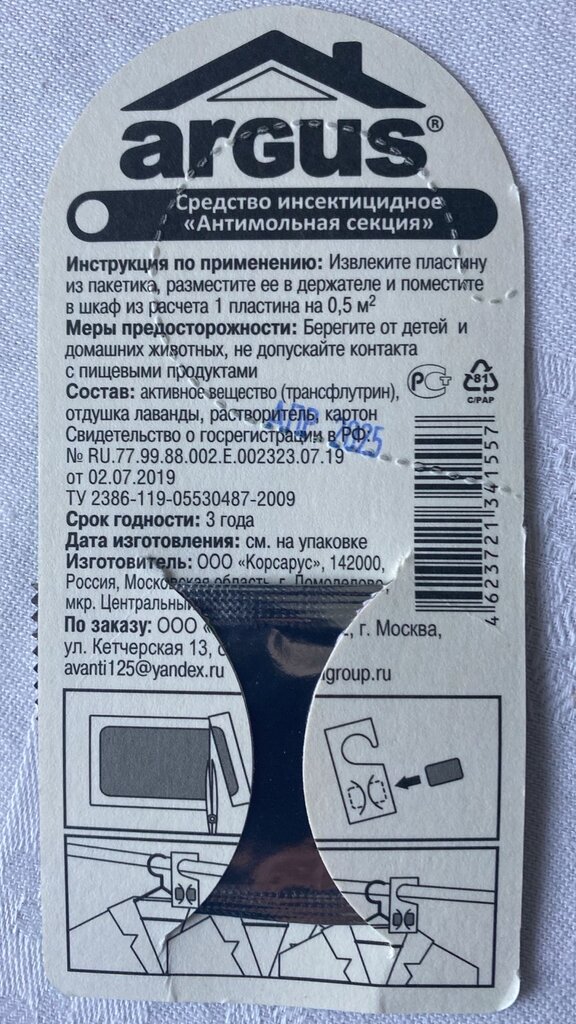 argus®
Средство инсектицидное
«Антимольная секция»
Инструкция по применению: Извлеките пластину
из пакетика, разместите ее в держателе и поместите
в шкаф из расчета 1 пластина на 0,5 м²
Меры предосторожности: Берегите от детей и
домашних животных, не допускайте контакта
с пищевыми продуктами
Состав: активное вещество (трансфлутрин),
отдушка лаванды, растворитель, картон
Свидетельство о госрегистрации в РФ:
№ RU.77.99.88.002.Е.002323.07.19
от 02.07.2019
ТУ 2386-119-05530487-2009
Срок годности: 3 года
Дата изготовления: см. на упаковке
Изготовитель: ООО «Корсарус», 142000,
Россия, Московская область, г. Домодедово,
мкр. Центральный
По заказу: ООО г. Москва,
ул. Кетчерская 13,
avanti125@yandex.ru group.ru
АПР 2025
РСТ
81
C/PAP
4623721341557